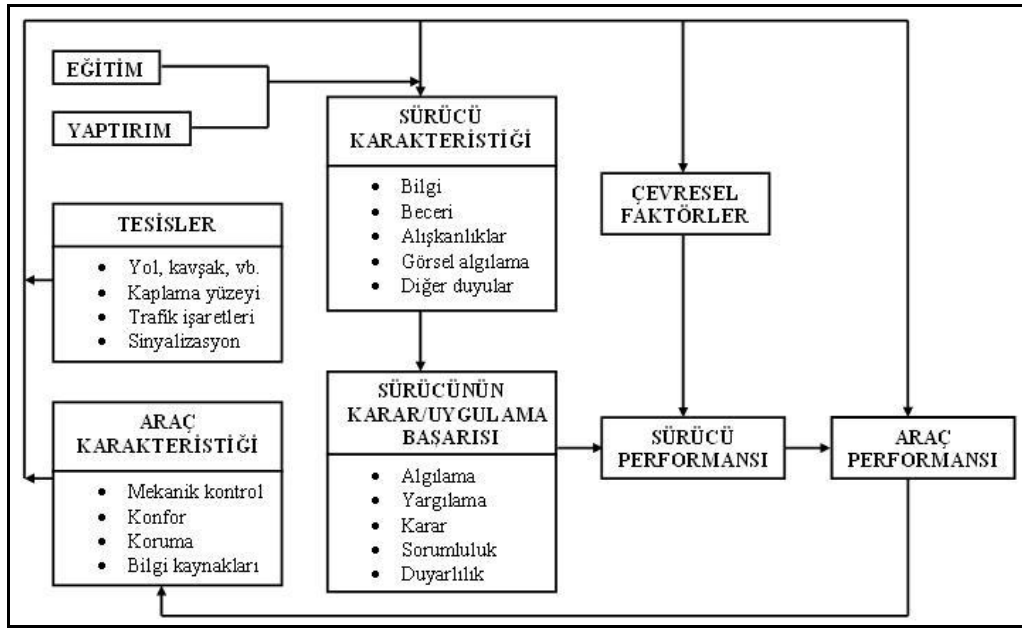 EĞİTİM
YAPTIRIM
SÜRÜCÜ
KARAKTERİSTİĞİ
• Bilgi
• Beceri
• Alışkanlıklar
• Görsel algılama
• Diğer duyular
ÇEVRESEL
FAKTÖRLER
TESİSLER
• Yol, kavşak, vb.
• Kaplama yüzeyi
• Trafik işaretleri
• Sinyalizasyon
ARAÇ
KARAKTERİSTİĞİ
• Mekanik kontrol
• Konfor
• Koruma
• Bilgi kaynakları
SÜRÜCÜNÜN
KARAR/UYGULAMA
BAŞARISI
• Algılama
• Yargılama
• Karar
• Sorumluluk
• Duyarlılık
SÜRÜCÜ
PERFORMANSI
ARAÇ
PERFORMANSI